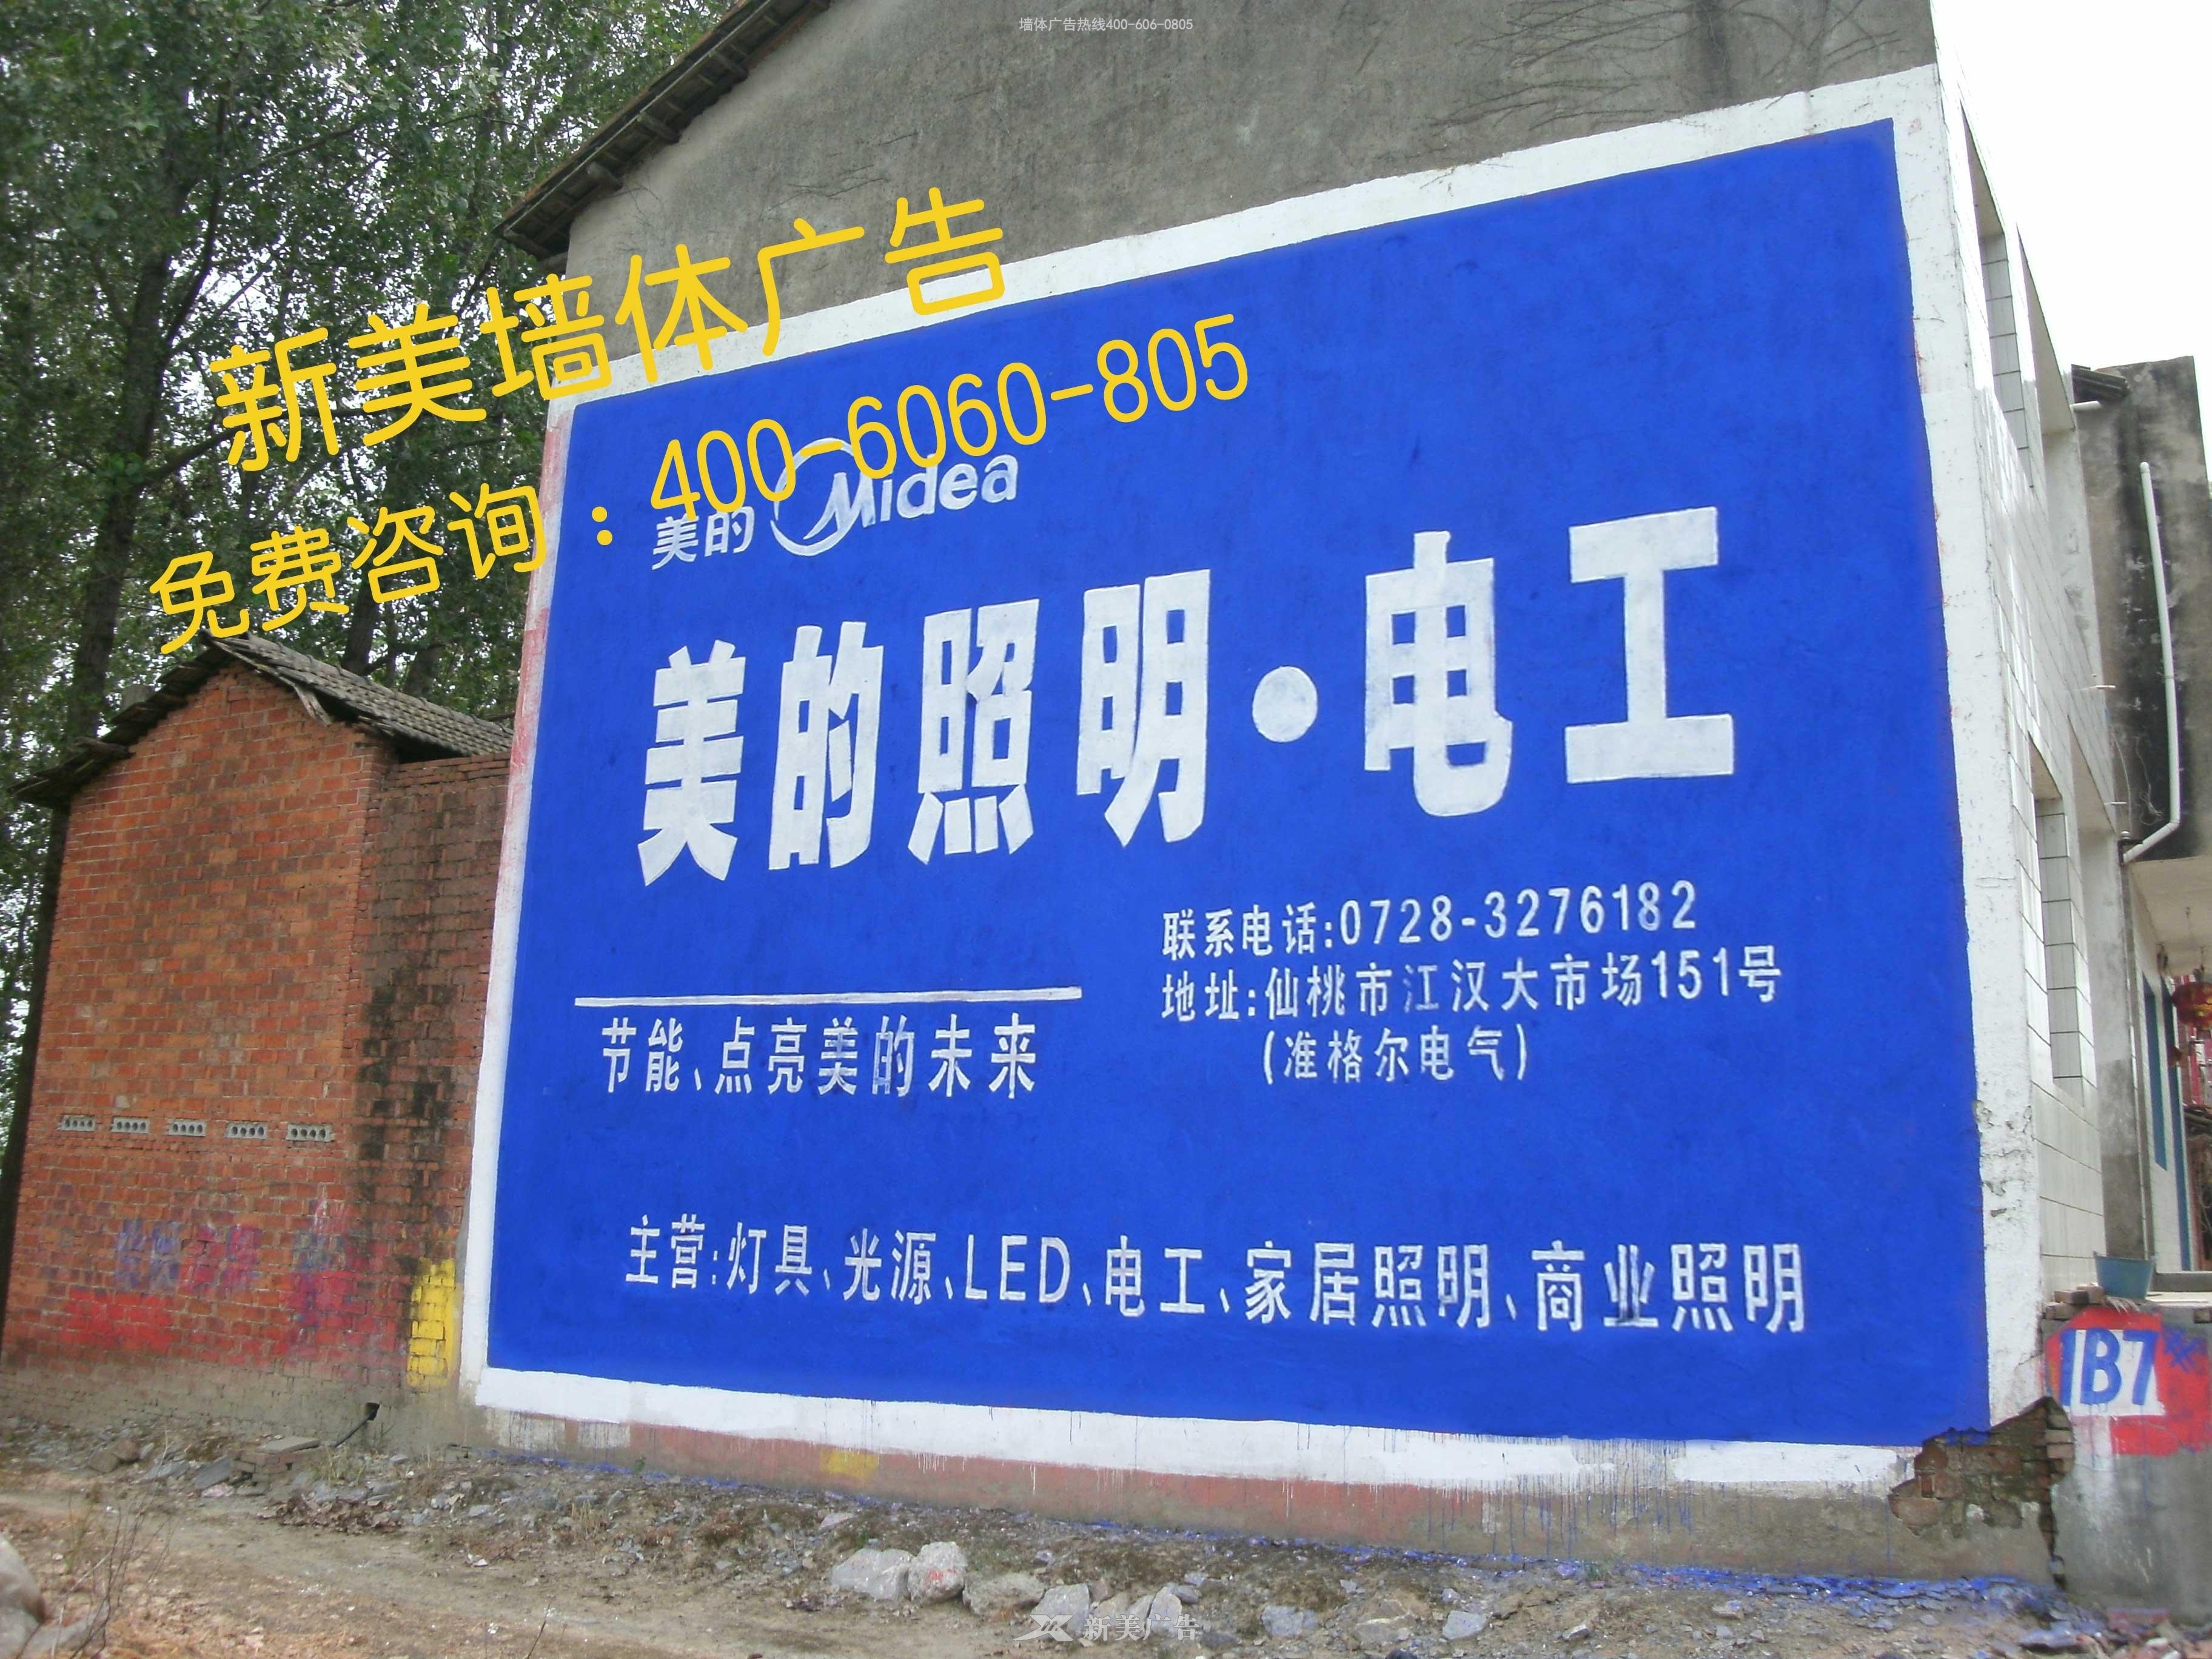 墙体广告热线400-606-0805
新美墙体广告
免费咨询：400-6060-805
美的 Midea
美的照明·电工
联系电话:0728-3276182
地址:仙桃市江汉大市场151号
(准格尔电气)
节能、点亮美的未来
主营:灯具、光源、LED、电工、家居照明、商业照明
1B7
新美广告